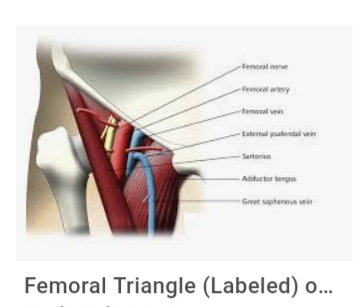 Femoral nerve
Femoral artery
Femoral vein
External pudendal vein
Sartorius
Adductor longus
Great saphenous vein
Femoral Triangle (Labeled) o...